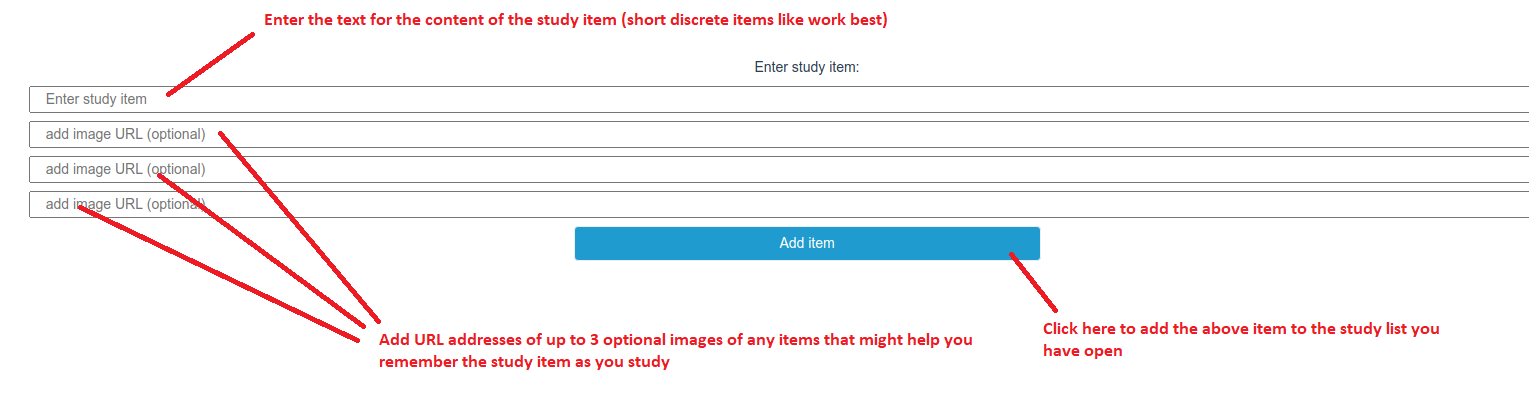 Enter the text for the content of the study item (short discrete items like work best)
Enter study item:
Enter study item
add image URL (optional)
add image URL (optional)
add image URL (optional)
Add item
Add URL addresses of up to 3 optional images of any items that might help you
remember the study item as you study
Click here to add the above item to the study list you
have open